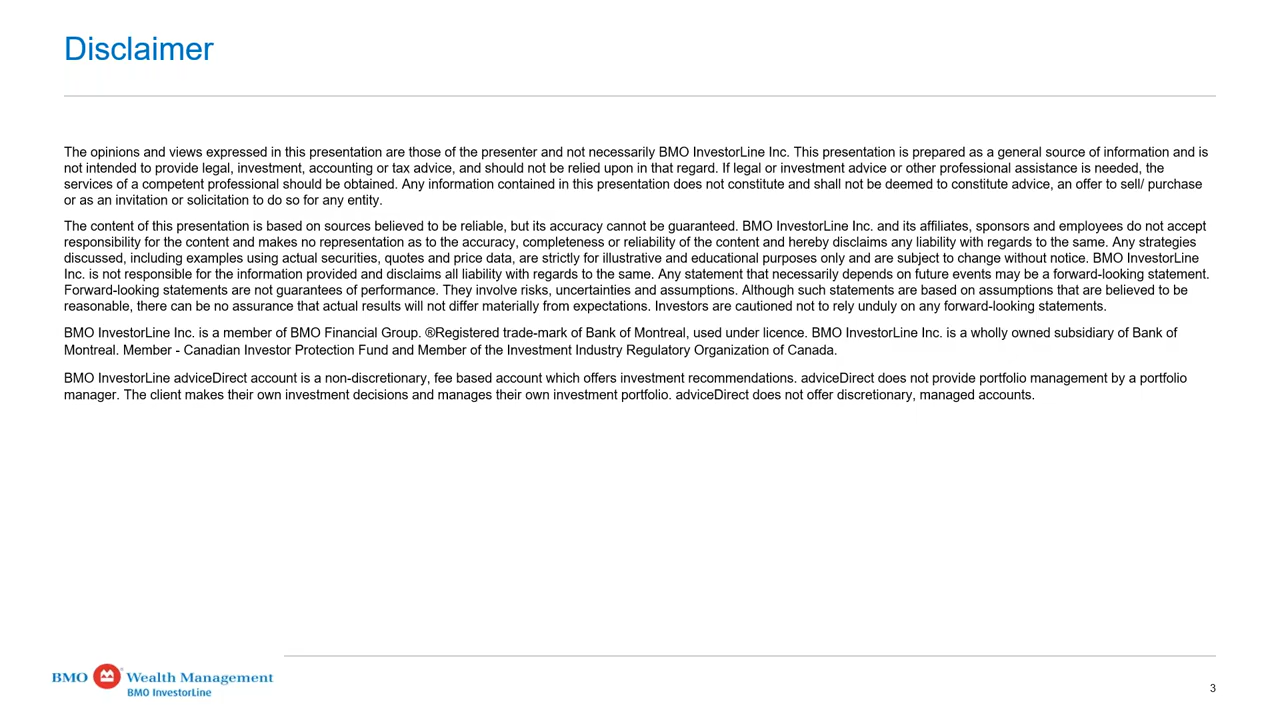 Disclaimer
The opinions and views expressed in this presentation are those of the presenter and not necessarily BMO InvestorLine Inc. This presentation is prepared as a general source of information and is
not intended to provide legal, investment, accounting or tax advice, and should not be relied upon in that regard. If legal or investment advice or other professional assistance is needed, the
services of a competent professional should be obtained. Any information contained in this presentation does not constitute and shall not be deemed to constitute advice, an offer to sell/ purchase
or as an invitation or solicitation to do so for any entity.
The content of this presentation is based on sources believed to be reliable, but its accuracy cannot be guaranteed. BMO InvestorLine Inc. and its affiliates, sponsors and employees do not accept
responsibility for the content and makes no representation as to the accuracy, completeness or reliability of the content and hereby disclaims any liability with regards to the same. Any strategies
discussed, including examples using actual securities, quotes and price data, are strictly for illustrative and educational purposes only and are subject to change without notice. BMO InvestorLine
Inc. is not responsible for the information provided and disclaims all liability with regards to the same. Any statement that necessarily depends on future events may be a forward-looking statement.
Forward-looking statements are not guarantees of performance. They involve risks, uncertainties and assumptions. Although such statements are based on assumptions that are believed to be
reasonable, there can be no assurance that actual results will not differ materially from expectations. Investors are cautioned not to rely unduly on any forward-looking statements.
BMO InvestorLine Inc. is a member of BMO Financial Group. ®Registered trade-mark of Bank of Montreal, used under licence. BMO InvestorLine Inc. is a wholly owned subsidiary of Bank of
Montreal. Member - Canadian Investor Protection Fund and Member of the Investment Industry Regulatory Organization of Canada.
BMO InvestorLine adviceDirect account is a non-discretionary, fee based account which offers investment recommendations. adviceDirect does not provide portfolio management by a portfolio
manager. The client makes their own investment decisions and manages their own investment portfolio. adviceDirect does not offer discretionary, managed accounts.
BMO Wealth Management
BMO InvestorLine
3